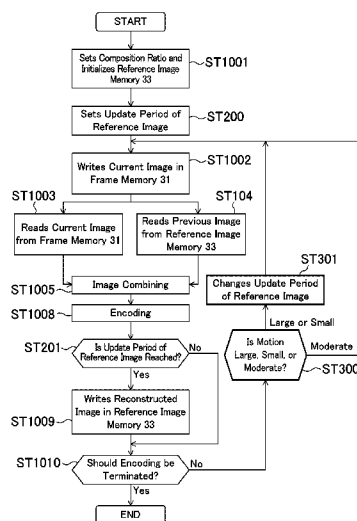 START
Sets Composition Ratio and
Initializes Reference Image
Memory 33
ST1001
Sets Update Period of
Reference Image
ST200
Writes Current Image in
Frame Memory 31
ST1002
ST1003
ST104
Reads Current Image
from Frame Memory 31
Reads Previous Image
from Reference Image
Memory 33
ST301
Changes Update Period
of Reference Image
Image Combining
ST1005
Encoding
ST1008
Large or Small
ST201
Is Update Period of
Reference Image Reached?
No
Yes
Is Motion
Large, Small, or
Moderate?
Moderate
ST300
Writes Reconstructed
Image in Reference Image
Memory 33
ST1009
ST1010
Should Encoding be
Terminated?
No
Yes
END